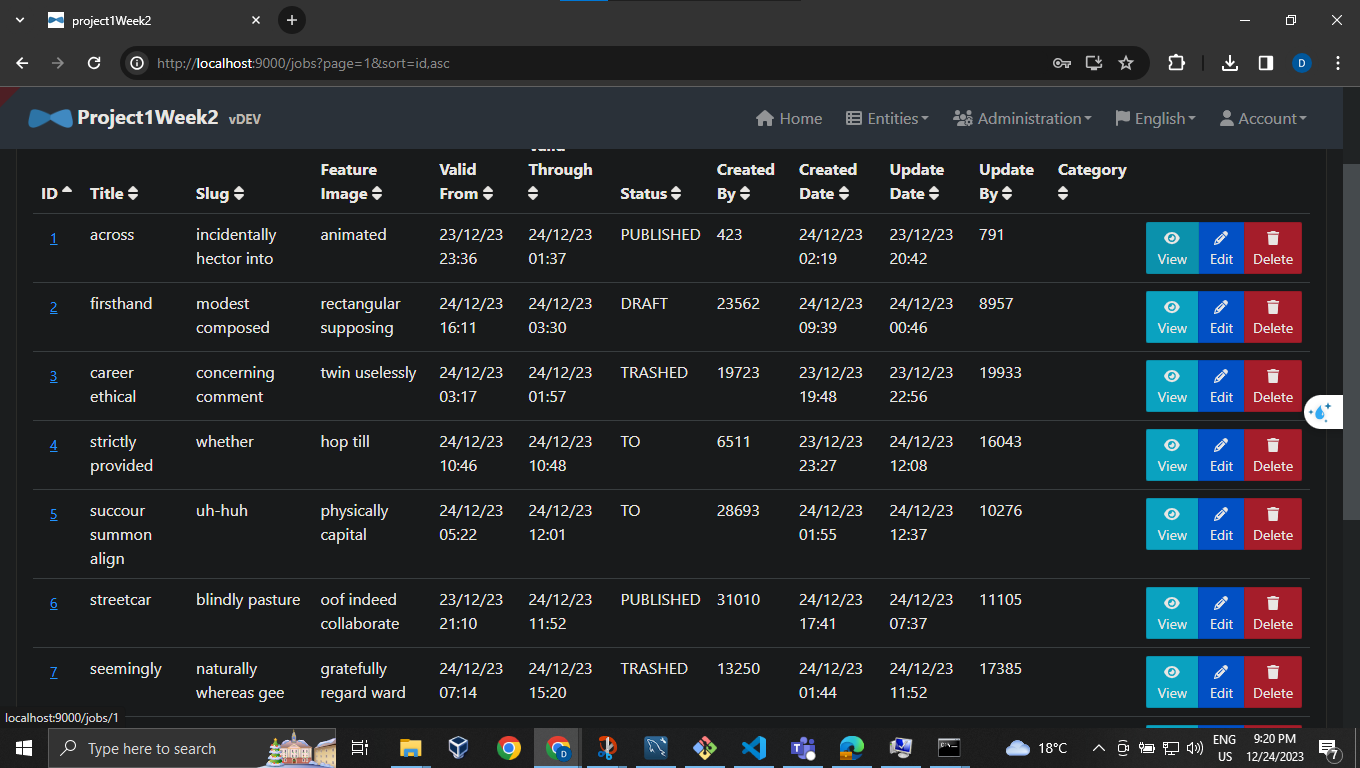 project1Week2
http://localhost:9000/jobs?page=1&sort=id,asc
D
Project1Week2 vDEV
Home Entities Administration English Account
ID Title Slug Feature Image Valid From Valid Through Status Created By Created Date Update Date Update By Category
1 across incidentally hector into animated 23/12/23 23:36 24/12/23 01:37 PUBLISHED 423 24/12/23 02:19 23/12/23 20:42 791 View Edit Delete
2 firsthand modest composed rectangular supposing 24/12/23 16:11 24/12/23 03:30 DRAFT 23562 24/12/23 09:39 24/12/23 00:46 8957 View Edit Delete
3 career ethical concerning comment twin uselessly 24/12/23 03:17 24/12/23 01:57 TRASHED 19723 23/12/23 19:48 23/12/23 22:56 19933 View Edit Delete
4 strictly provided whether hop till 24/12/23 10:46 24/12/23 10:48 TO 6511 23/12/23 23:27 24/12/23 12:08 16043 View Edit Delete
5 succour summon align uh-huh physically capital 24/12/23 05:22 24/12/23 12:01 TO 28693 24/12/23 01:55 24/12/23 12:37 10276 View Edit Delete
6 streetcar blindly pasture oof indeed collaborate 23/12/23 21:10 24/12/23 11:52 PUBLISHED 31010 24/12/23 17:41 24/12/23 07:37 11105 View Edit Delete
7 seemingly naturally whereas gee gratefully regard ward 24/12/23 07:14 24/12/23 15:20 TRASHED 13250 24/12/23 01:44 24/12/23 11:52 17385 View Edit Delete
localhost:9000/jobs/1
Type here to search
D
18°C
ENG
US
9:20 PM
12/24/2023
7